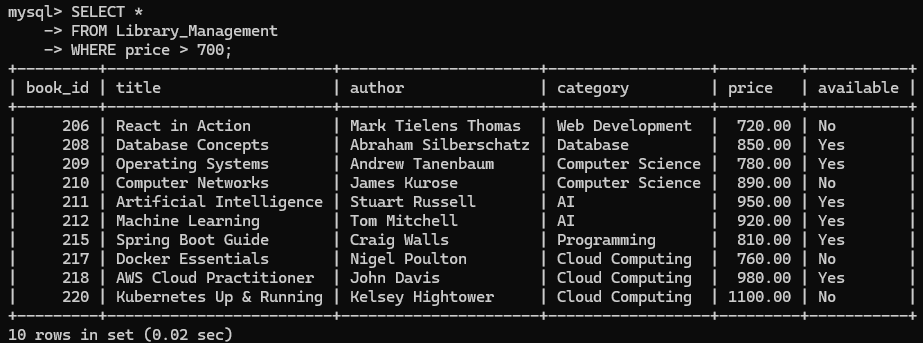 mysql> SELECT *
    -> FROM Library_Management
    -> WHERE price > 700;
+---------+-------------------------+----------------------+------------------+---------+-----------+
| book_id | title                   | author               | category         | price   | available |
+---------+-------------------------+----------------------+------------------+---------+-----------+
|     206 | React in Action         | Mark Tielens Thomas  | Web Development  |  720.00 | No        |
|     208 | Database Concepts       | Abraham Silberschatz | Database         |  850.00 | Yes       |
|     209 | Operating Systems       | Andrew Tanenbaum     | Computer Science |  780.00 | Yes       |
|     210 | Computer Networks       | James Kurose         | Computer Science |  890.00 | No        |
|     211 | Artificial Intelligence | Stuart Russell       | AI               |  950.00 | Yes       |
|     212 | Machine Learning        | Tom Mitchell         | AI               |  920.00 | Yes       |
|     215 | Spring Boot Guide       | Craig Walls          | Programming      |  810.00 | Yes       |
|     217 | Docker Essentials       | Nigel Poulton        | Cloud Computing  |  760.00 | No        |
|     218 | AWS Cloud Practitioner  | John Davis           | Cloud Computing  |  980.00 | Yes       |
|     220 | Kubernetes Up & Running | Kelsey Hightower     | Cloud Computing  | 1100.00 | No        |
+---------+-------------------------+----------------------+------------------+---------+-----------+
10 rows in set (0.02 sec)